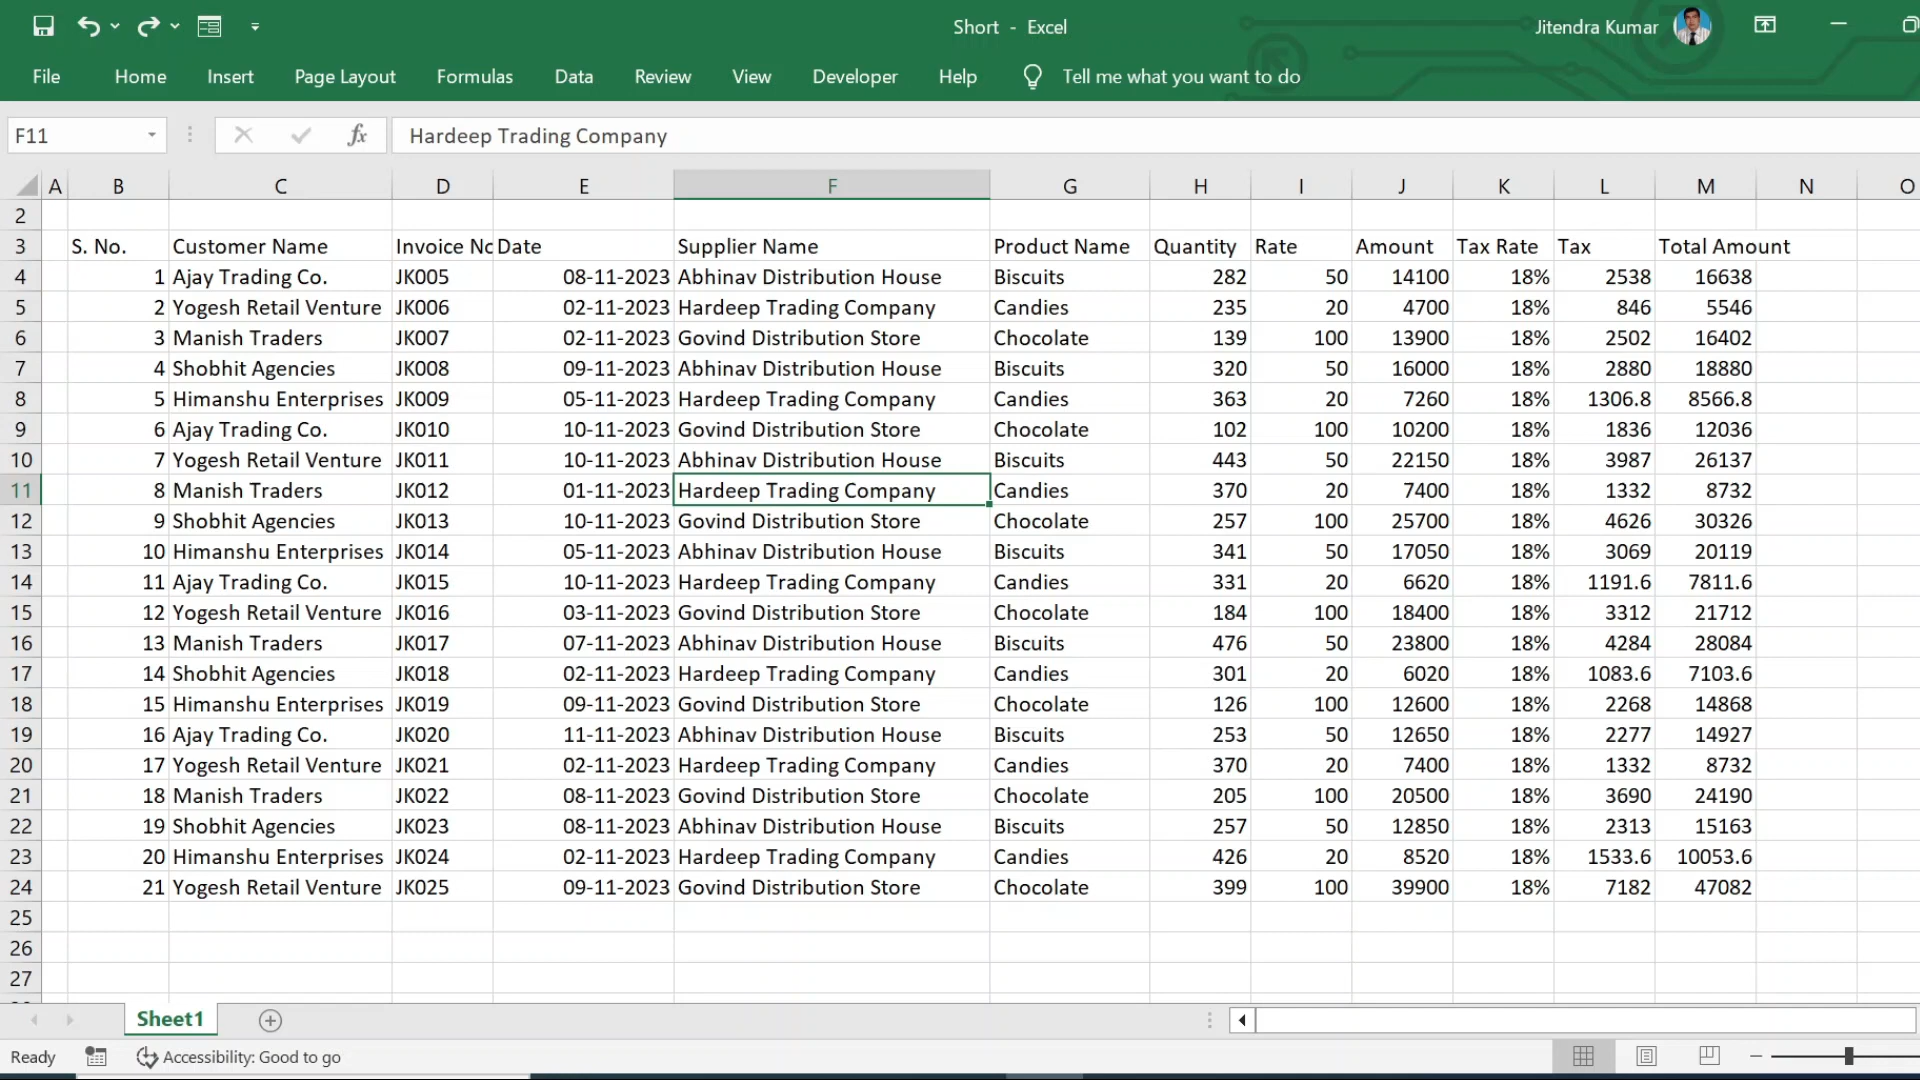 Short - Excel
Jitendra Kumar
File Home Insert Page Layout Formulas Data Review View Developer Help Tell me what you want to do
F11 fx Hardeep Trading Company
A B C D E F G H I J K L M N O
2
3 S. No. Customer Name Invoice Nc Date Supplier Name Product Name Quantity Rate Amount Tax Rate Tax Total Amount
4 1 Ajay Trading Co. JK005 08-11-2023 Abhinav Distribution House Biscuits 282 50 14100 18% 2538 16638
5 2 Yogesh Retail Venture JK006 02-11-2023 Hardeep Trading Company Candies 235 20 4700 18% 846 5546
6 3 Manish Traders JK007 02-11-2023 Govind Distribution Store Chocolate 139 100 13900 18% 2502 16402
7 4 Shobhit Agencies JK008 09-11-2023 Abhinav Distribution House Biscuits 320 50 16000 18% 2880 18880
8 5 Himanshu Enterprises JK009 05-11-2023 Hardeep Trading Company Candies 363 20 7260 18% 1306.8 8566.8
9 6 Ajay Trading Co. JK010 10-11-2023 Govind Distribution Store Chocolate 102 100 10200 18% 1836 12036
10 7 Yogesh Retail Venture JK011 10-11-2023 Abhinav Distribution House Biscuits 443 50 22150 18% 3987 26137
11 8 Manish Traders JK012 01-11-2023 Hardeep Trading Company Candies 370 20 7400 18% 1332 8732
12 9 Shobhit Agencies JK013 10-11-2023 Govind Distribution Store Chocolate 257 100 25700 18% 4626 30326
13 10 Himanshu Enterprises JK014 05-11-2023 Abhinav Distribution House Biscuits 341 50 17050 18% 3069 20119
14 11 Ajay Trading Co. JK015 10-11-2023 Hardeep Trading Company Candies 331 20 6620 18% 1191.6 7811.6
15 12 Yogesh Retail Venture JK016 03-11-2023 Govind Distribution Store Chocolate 184 100 18400 18% 3312 21712
16 13 Manish Traders JK017 07-11-2023 Abhinav Distribution House Biscuits 476 50 23800 18% 4284 28084
17 14 Shobhit Agencies JK018 02-11-2023 Hardeep Trading Company Candies 301 20 6020 18% 1083.6 7103.6
18 15 Himanshu Enterprises JK019 09-11-2023 Govind Distribution Store Chocolate 126 100 12600 18% 2268 14868
19 16 Ajay Trading Co. JK020 11-11-2023 Abhinav Distribution House Biscuits 253 50 12650 18% 2277 14927
20 17 Yogesh Retail Venture JK021 02-11-2023 Hardeep Trading Company Candies 370 20 7400 18% 1332 8732
21 18 Manish Traders JK022 08-11-2023 Govind Distribution Store Chocolate 205 100 20500 18% 3690 24190
22 19 Shobhit Agencies JK023 08-11-2023 Abhinav Distribution House Biscuits 257 50 12850 18% 2313 15163
23 20 Himanshu Enterprises JK024 02-11-2023 Hardeep Trading Company Candies 426 20 8520 18% 1533.6 10053.6
24 21 Yogesh Retail Venture JK025 09-11-2023 Govind Distribution Store Chocolate 399 100 39900 18% 7182 47082
25
26
27
Sheet1
Ready Accessibility: Good to go